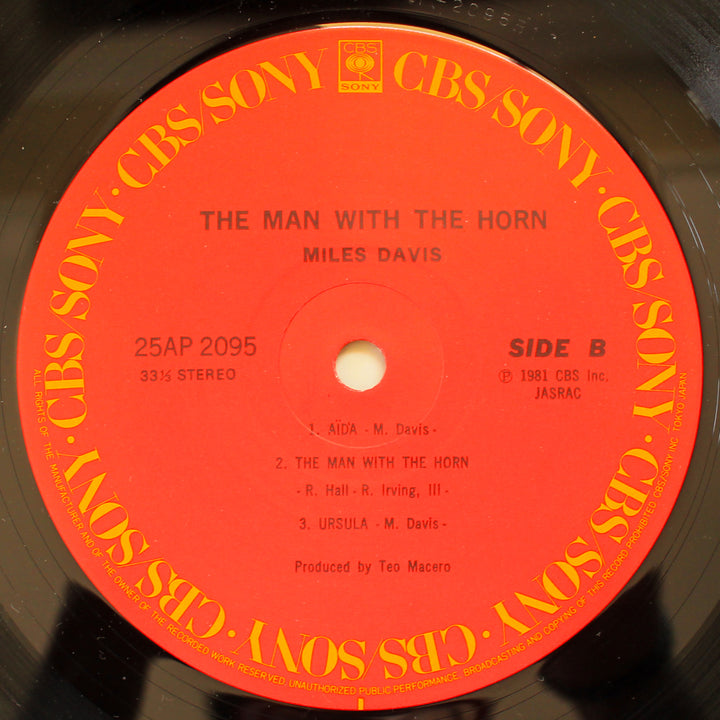 CBS
SONY
CBS/SONY · CBS/SONY · CBS/SONY · CBS/SONY · CBS/SONY · CBS/SONY · CBS/SONY · CBS/SONY
THE MAN WITH THE HORN
MILES DAVIS
25AP 2095
33⅓ STEREO
SIDE B
Ⓟ 1981 CBS Inc.
JASRAC
1. AÏDA - M. Davis -
2. THE MAN WITH THE HORN
- R. Hall - R. Irving, III -
3. URSULA - M. Davis -
Produced by Teo Macero
ALL RIGHTS OF THE MANUFACTURER AND OF THE OWNER OF THE RECORDED WORK RESERVED. UNAUTHORIZED PUBLIC PERFORMANCE, BROADCASTING AND COPYING OF THIS RECORD PROHIBITED CBS/SONY INC. TOKYO JAPAN